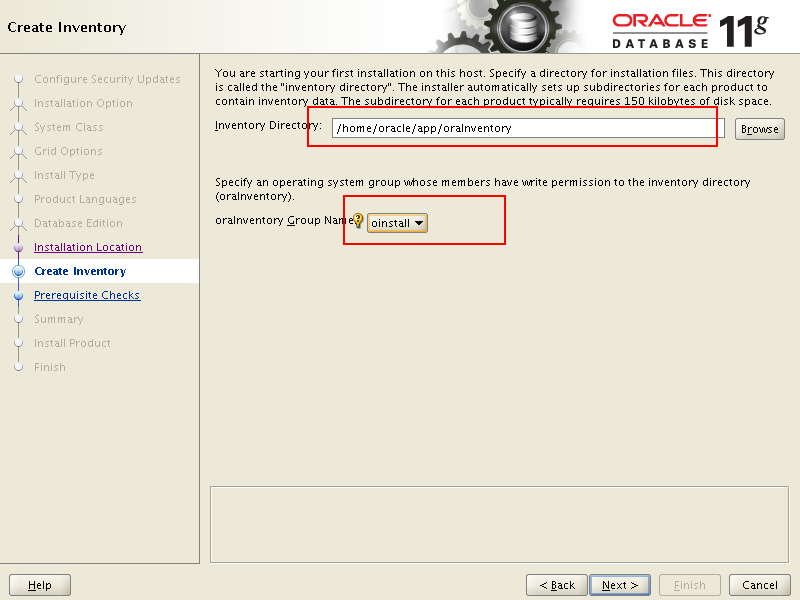 Create Inventory
ORACLE
DATABASE
11g
Configure Security Updates
Installation Option
System Class
Grid Options
Install Type
Product Languages
Database Edition
Installation Location
Create Inventory
Prerequisite Checks
Summary
Install Product
Finish
You are starting your first installation on this host. Specify a directory for installation files. This directory
is called the "inventory directory". The installer automatically sets up subdirectories for each product to
contain inventory data. The subdirectory for each product typically requires 150 kilobytes of disk space.
Inventory Directory: /home/oracle/app/oraInventory Browse
Specify an operating system group whose members have write permission to the inventory directory
(oraInventory).
oraInventory Group Name oinstall
Help
< Back
Next >
Finish
Cancel